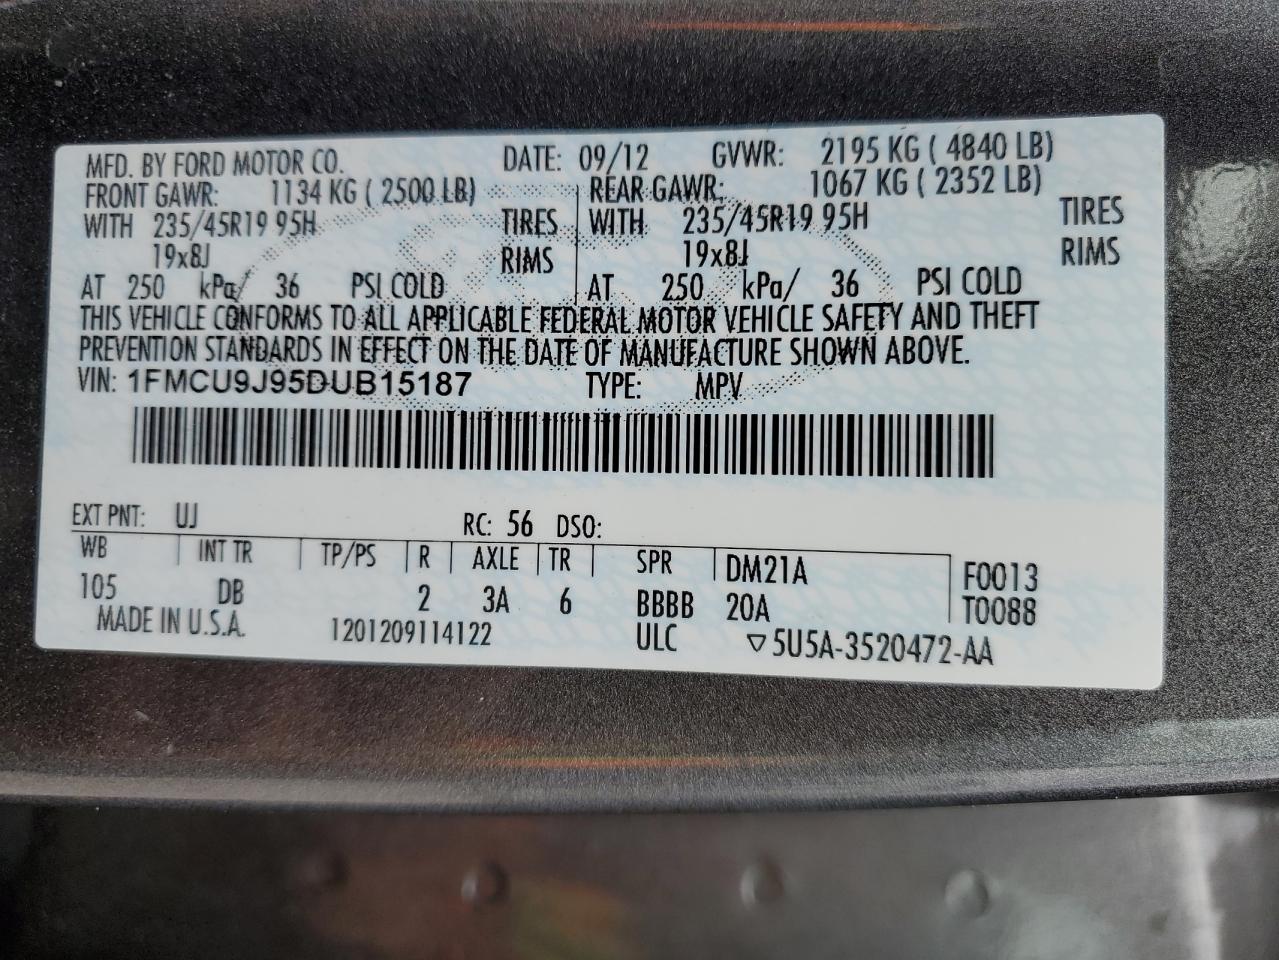 MFD. BY FORD MOTOR CO. DATE: 09/12 GVWR: 2195 KG ( 4840 LB)
FRONT GAWR: 1134 KG ( 2500 LB) REAR GAWR: 1067 KG ( 2352 LB)
WITH 235/45R19 95H TIRES WITH 235/45R19 95H TIRES
19x8J RIMS 19x8J RIMS
AT 250 kPa/ 36 PSI COLD AT 250 kPa/ 36 PSI COLD
THIS VEHICLE CONFORMS TO ALL APPLICABLE FEDERAL MOTOR VEHICLE SAFETY AND THEFT
PREVENTION STANDARDS IN EFFECT ON THE DATE OF MANUFACTURE SHOWN ABOVE.
VIN: 1FMCU9J95DUB15187 TYPE: MPV
EXT PNT: UJ RC: 56 DSO:
WB INT TR TP/PS R AXLE TR SPR DM21A F0013
105 DB 2 3A 6 BBBB 20A T0088
MADE IN U.S.A. 1201209114122 ULC ▽5U5A-3520472-AA